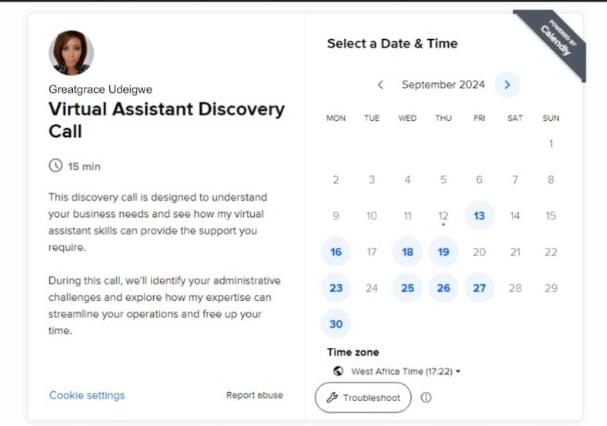 POWERED BY
Calendly
Greatgrace Udeigwe
Virtual Assistant Discovery
Call
15 min
This discovery call is designed to understand
your business needs and see how my virtual
assistant skills can provide the support you
require.
During this call, we'll identify your administrative
challenges and explore how my expertise can
streamline your operations and free up your
time.
Cookie settings
Report abuse
Select a Date & Time
September 2024
MON TUE WED THU FRI SAT SUN
1
2 3 4 5 6 7 8
9 10 11 12 13 14 15
16 17 18 19 20 21 22
23 24 25 26 27 28 29
30
Time zone
West Africa Time (17:22)
Troubleshoot